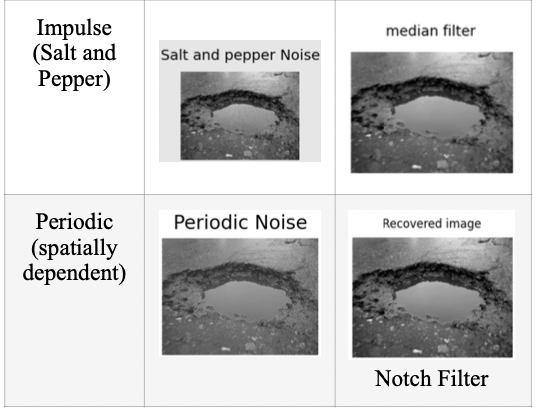 Impulse
(Salt and
Pepper)
Salt and pepper Noise
median filter
Periodic
(spatially
dependent)
Periodic Noise
Recovered image
Notch Filter